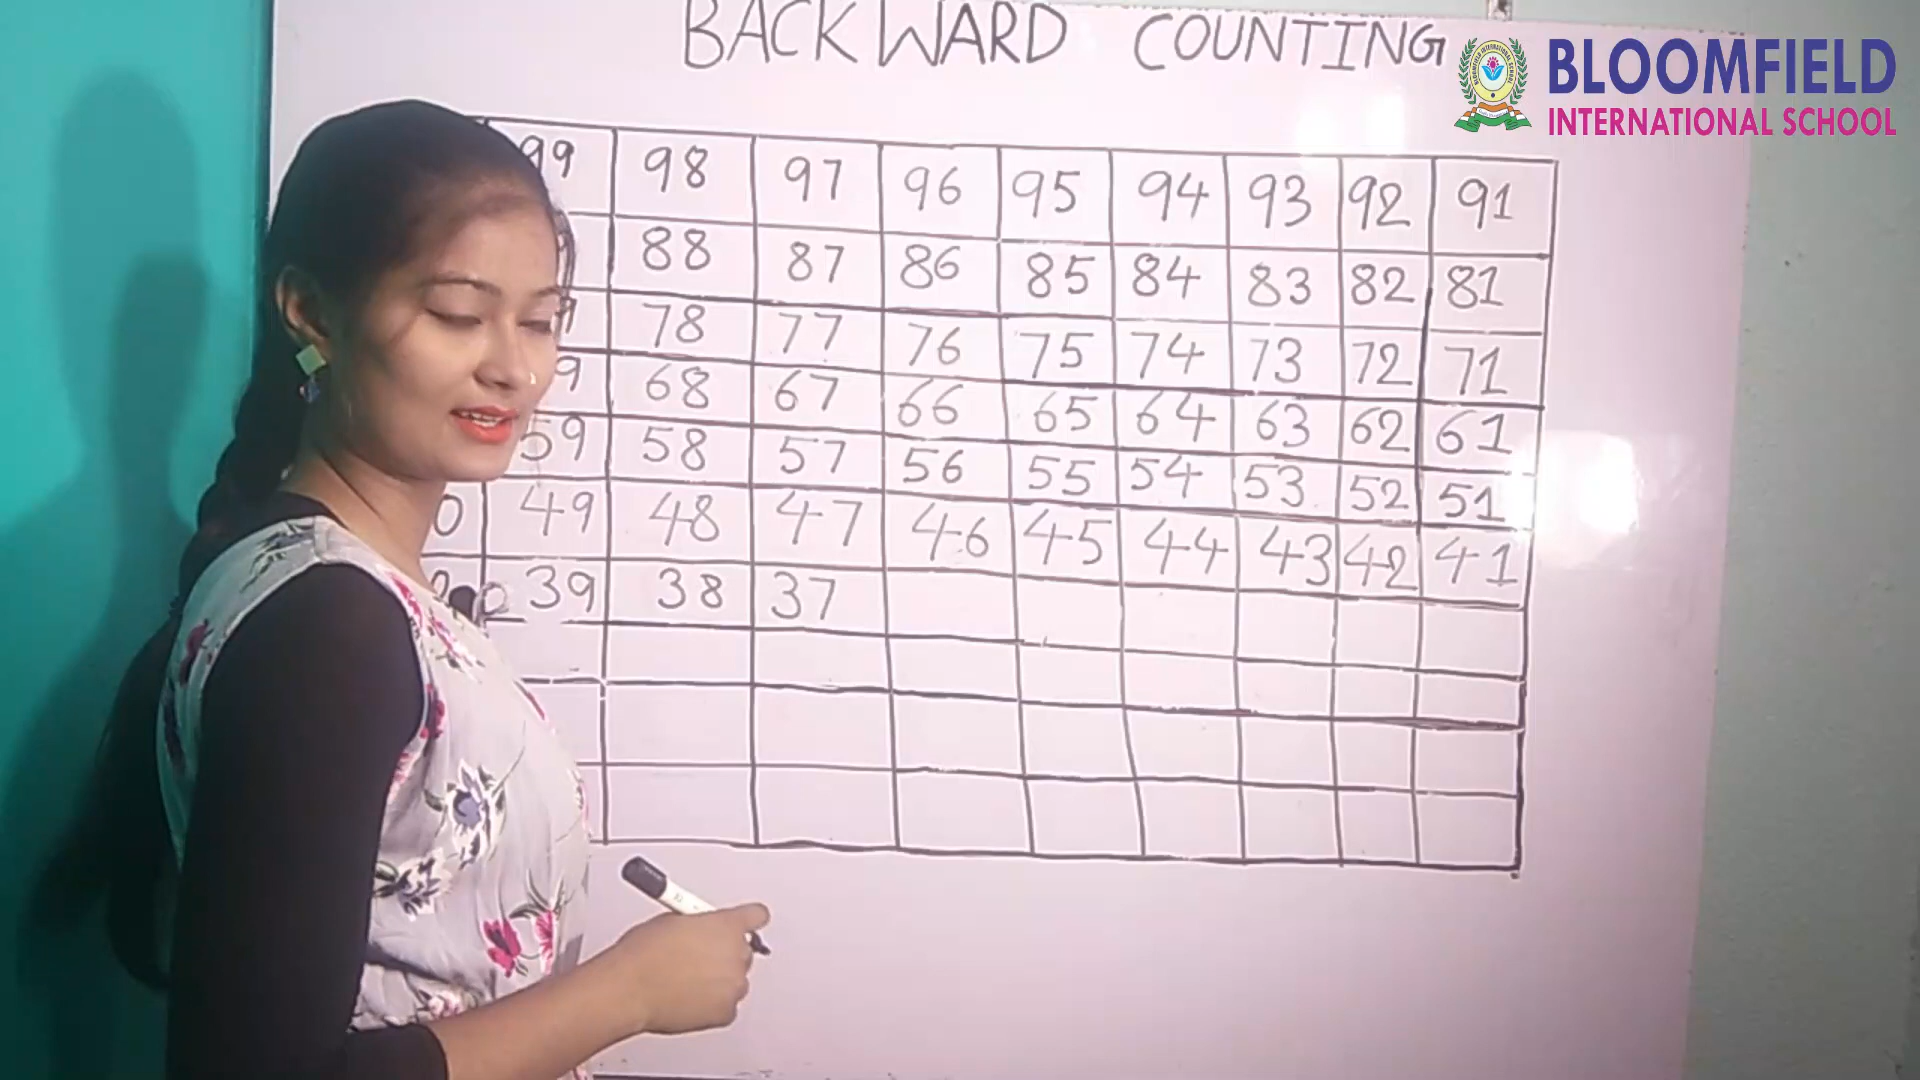 BACKWARD COUNTING
BLOOMFIELD
INTERNATIONAL SCHOOL
99 98 97 96 95 94 93 92 91
88 87 86 85 84 83 82 81
78 77 76 75 74 73 72 71
68 67 66 65 64 63 62 61
59 58 57 56 55 54 53 52 51
49 48 47 46 45 44 43 42 41
39 38 37